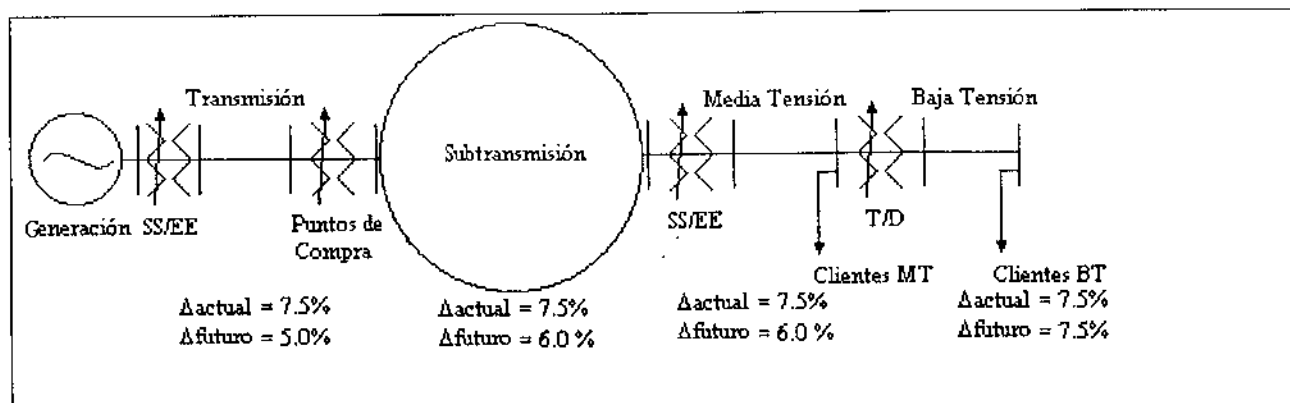 Transmisión
Media Tensión
Baja Tensión
Subtransmisión
Generación
SS/EE
Puntos de
Compra
SS/EE
T/D
Clientes MT
Clientes BT
Δactual = 7.5%
Δfuturo = 5.0%
Δactual = 7.5%
Δfuturo = 6.0 %
Δactual = 7.5%
Δfuturo = 6.0 %
Δactual = 7.5%
Δfuturo = 7.5%